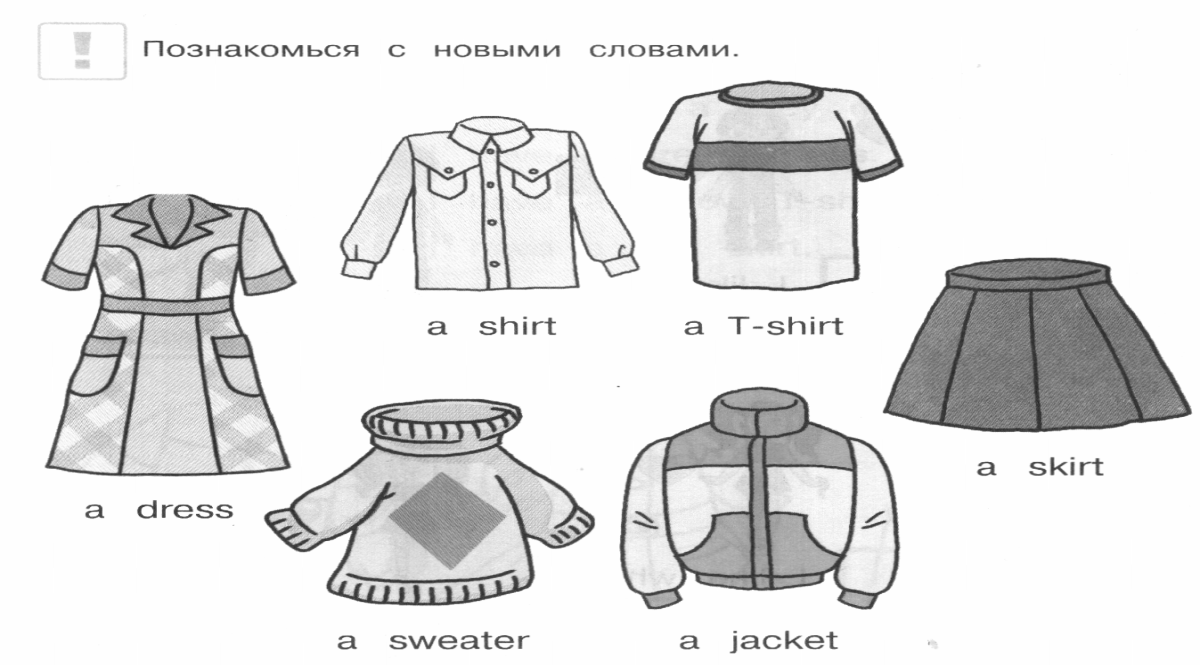 ! Познакомься с новыми словами.
a shirt
a T-shirt
a skirt
a dress
a sweater
a jacket